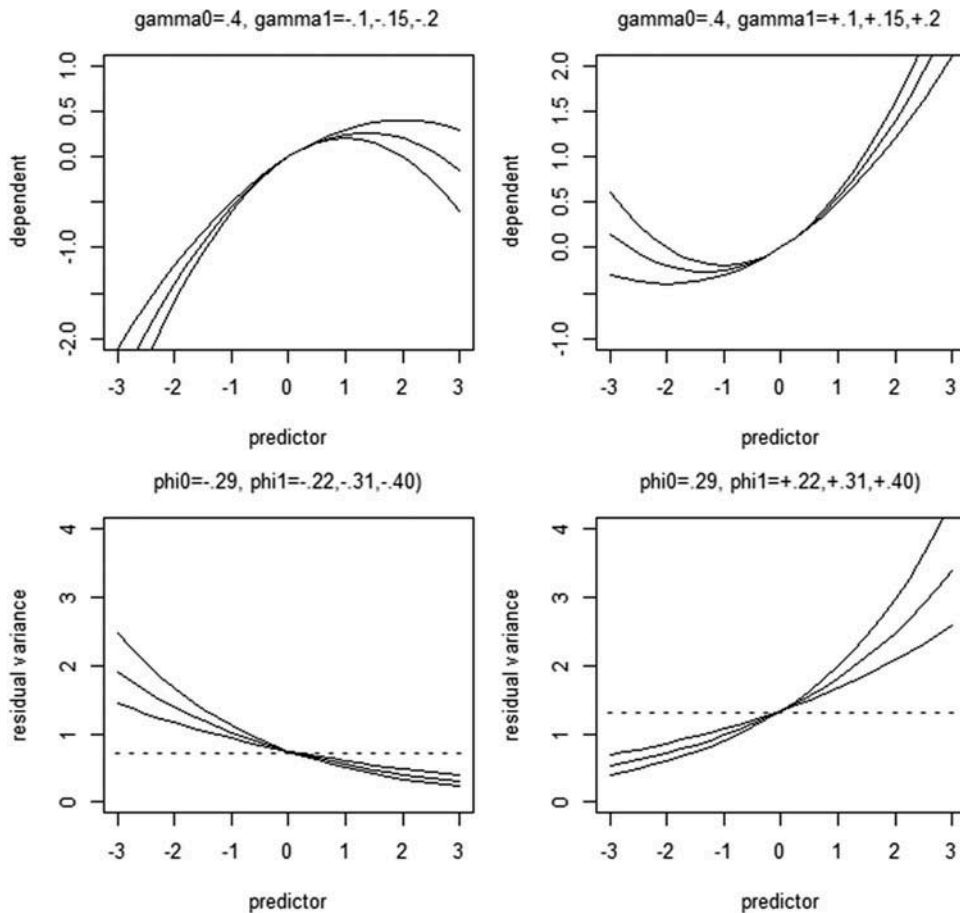 gamma0=.4, gamma1=-.1,-.15,-.2
dependent
1.0
0.5
0.0
-1.0
-2.0
-3 -2 -1 0 1 2 3
predictor
gamma0=.4, gamma1=+.1,+.15,+.2
dependent
2.0
1.5
1.0
0.5
0.0
-1.0
-3 -2 -1 0 1 2 3
predictor
phi0=-.29, phi1=-.22,-.31,-.40)
residual variance
4
3
2
1
0
-3 -2 -1 0 1 2 3
predictor
phi0=.29, phi1=+.22,+.31,+.40)
residual variance
4
3
2
1
0
-3 -2 -1 0 1 2 3
predictor